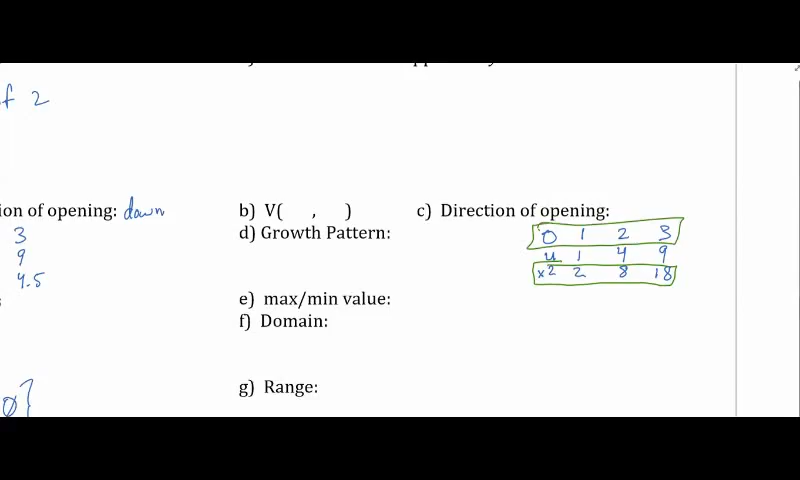 of 2
ion of opening: down
b) V( , )
c) Direction of opening:
3
d) Growth Pattern:
0 1 2 3
9
1 4 9
4.5
x2 2 8 18
e) max/min value:
f) Domain:
g) Range:
0}